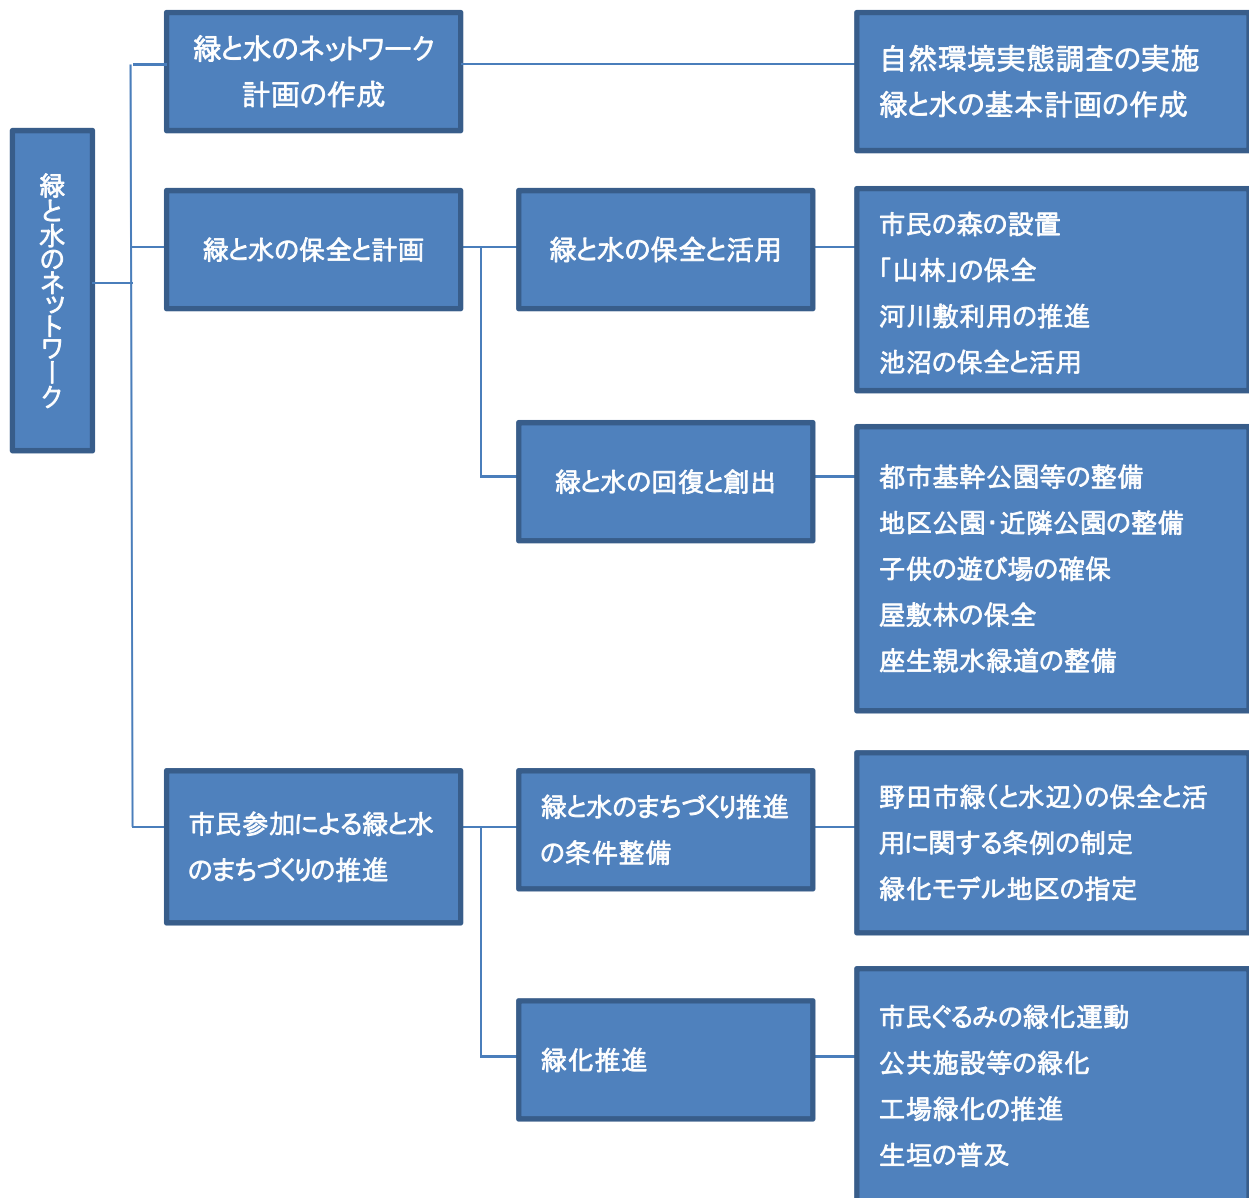 緑と水のネットワーク
緑と水のネットワーク
計画の作成
自然環境実態調査の実施
緑と水の基本計画の作成
緑と水の保全と計画
緑と水の保全と活用
市民の森の設置
「山林」の保全
河川敷利用の推進
池沼の保全と活用
緑と水の回復と創出
都市基幹公園等の整備
地区公園・近隣公園の整備
子供の遊び場の確保
屋敷林の保全
座生親水緑道の整備
市民参加による緑と水
のまちづくりの推進
緑と水のまちづくり推進
の条件整備
野田市緑(と水辺)の保全と活
用に関する条例の制定
緑化モデル地区の指定
緑化推進
市民ぐるみの緑化運動
公共施設等の緑化
工場緑化の推進
生垣の普及